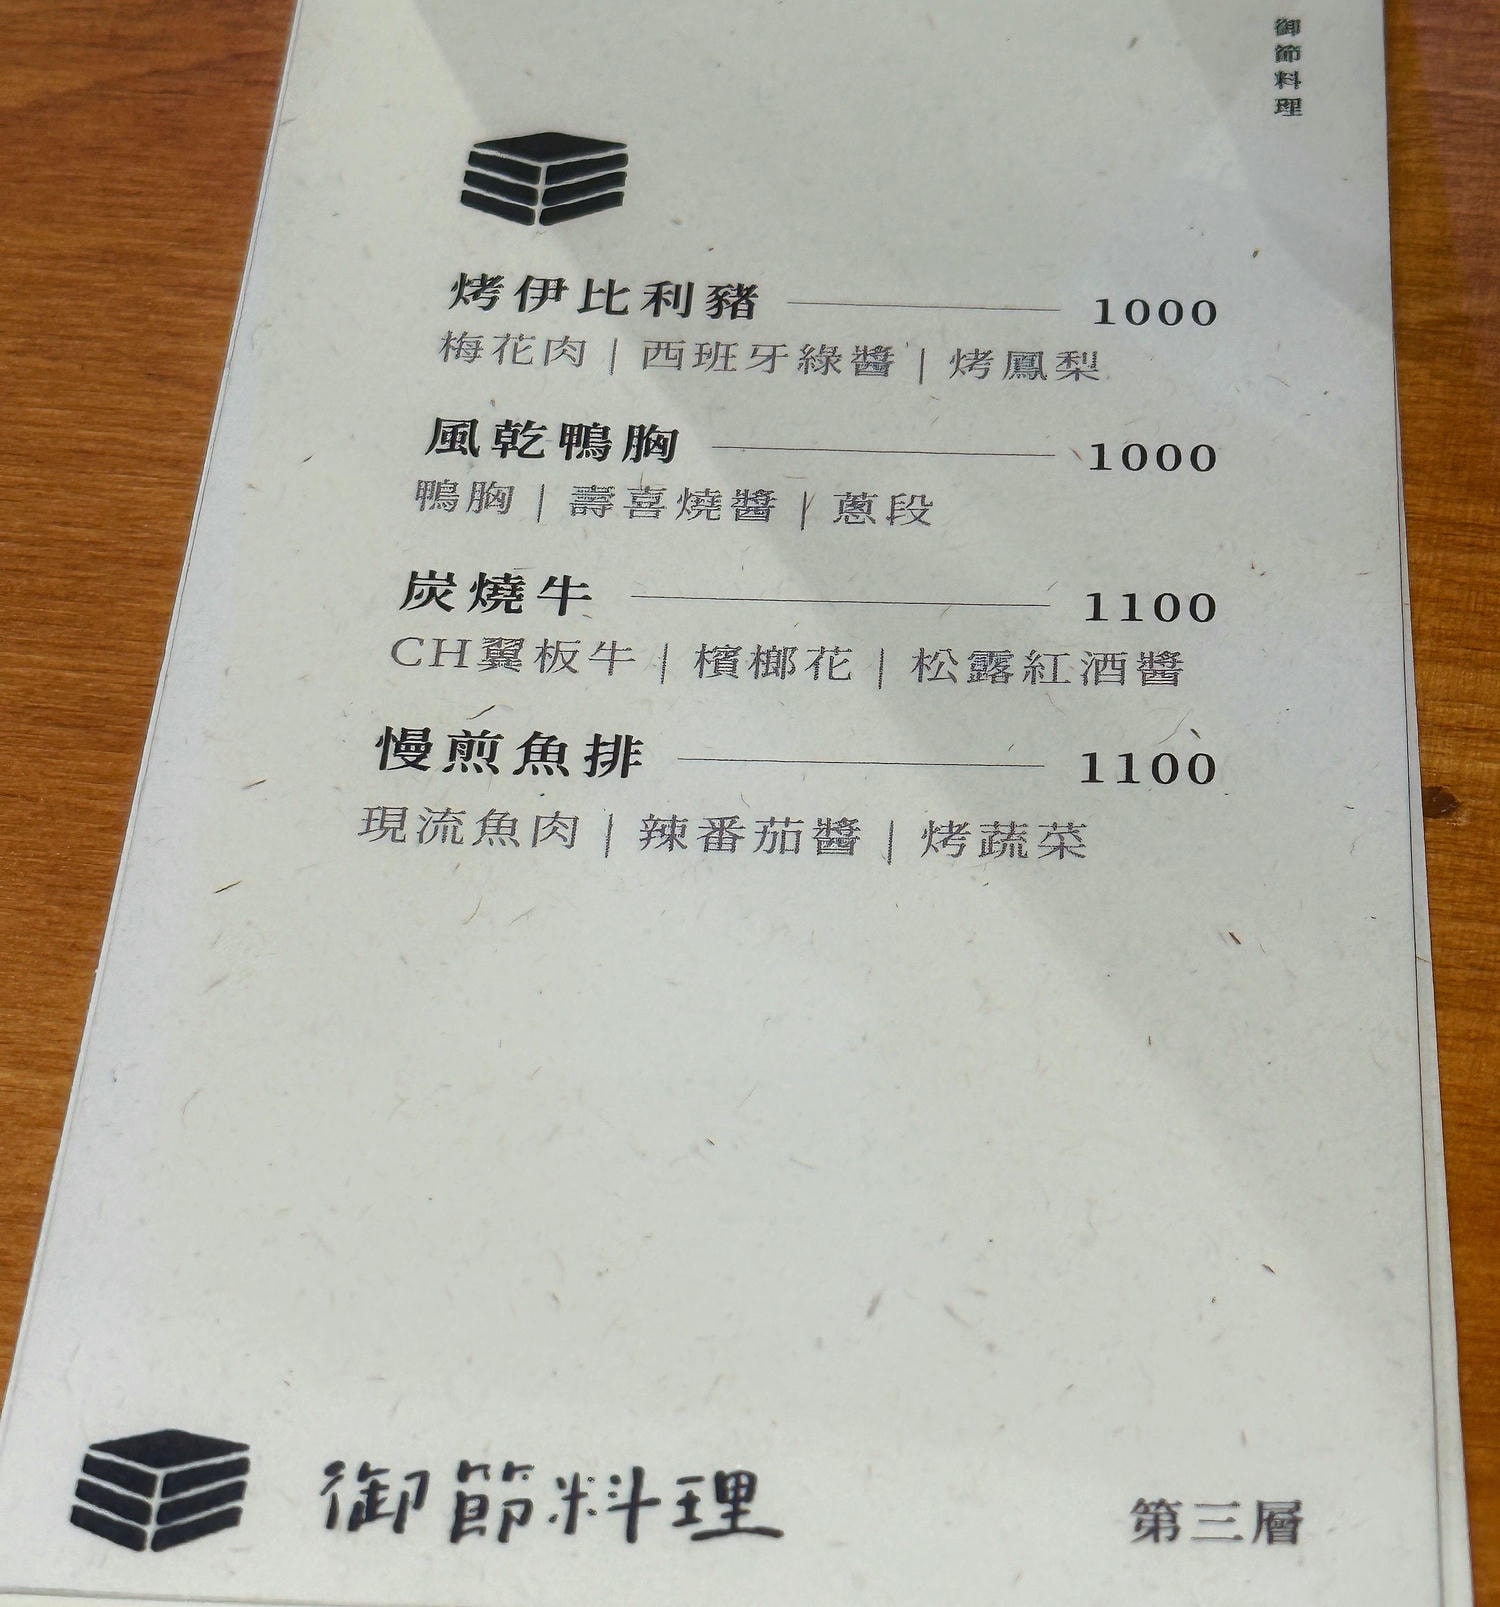 御節料理
烤伊比利豬 1000
梅花肉 | 西班牙綠醬 | 烤鳳梨
風乾鴨胸 1000
鴨胸 | 壽喜燒醬 | 蔥段
炭燒牛 1100
CH翼板牛 | 檳榔花 | 松露紅酒醬
慢煎魚排 1100
現流魚肉 | 辣番茄醬 | 烤蔬菜
御節料理 第三層